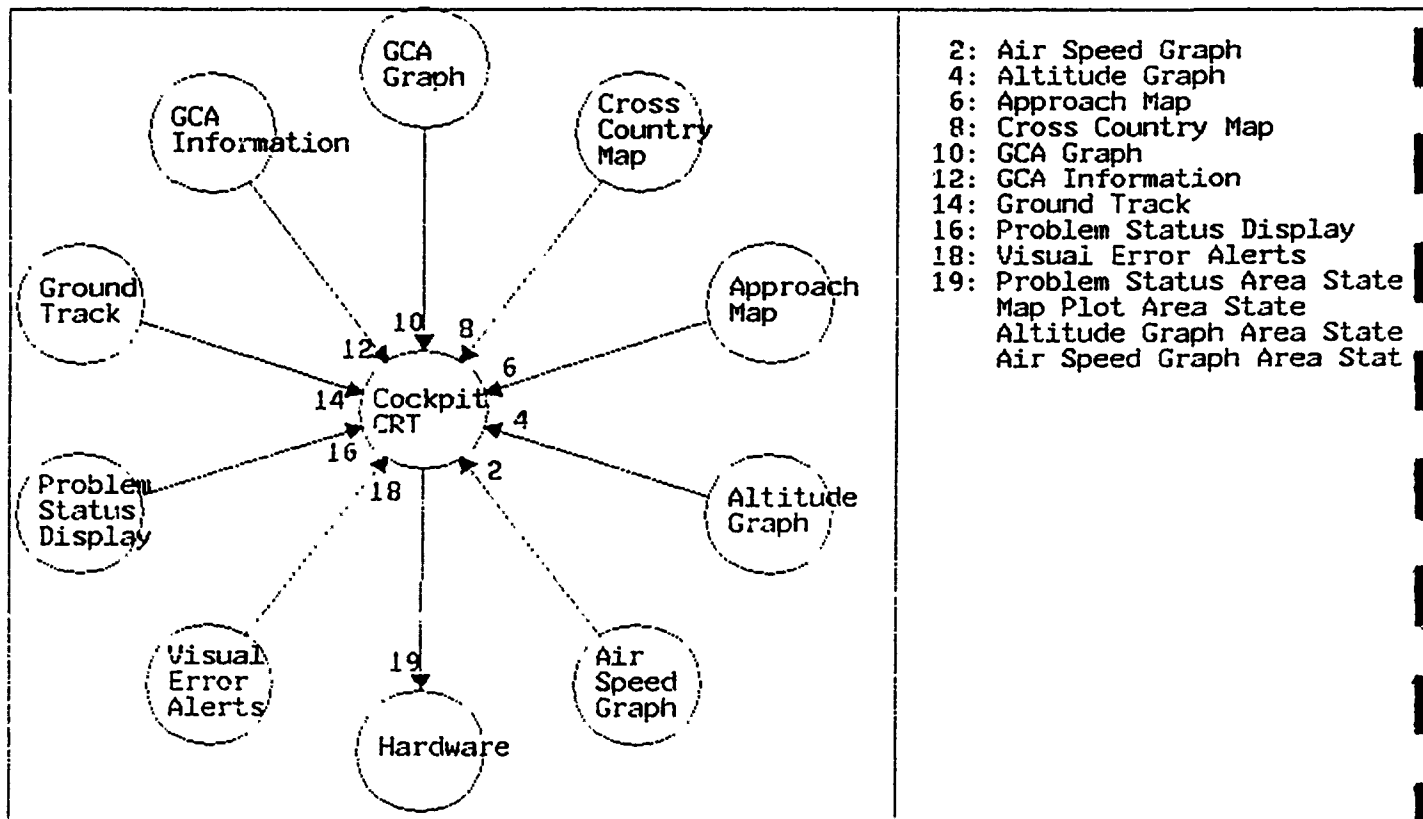 GCA
Graph
Cross
Country
Map
GCA
Information
Ground
Track
Approach
Map
10
8
12
6
14
Cockpit
CRT
4
16
2
18
Problem
Status
Display
Altitude
Graph
Visual
Error
Alerts
19
Air
Speed
Graph
Hardware
2: Air Speed Graph
4: Altitude Graph
6: Approach Map
8: Cross Country Map
10: GCA Graph
12: GCA Information
14: Ground Track
16: Problem Status Display
18: Visual Error Alerts
19: Problem Status Area State
Map Plot Area State
Altitude Graph Area State
Air Speed Graph Area Stat